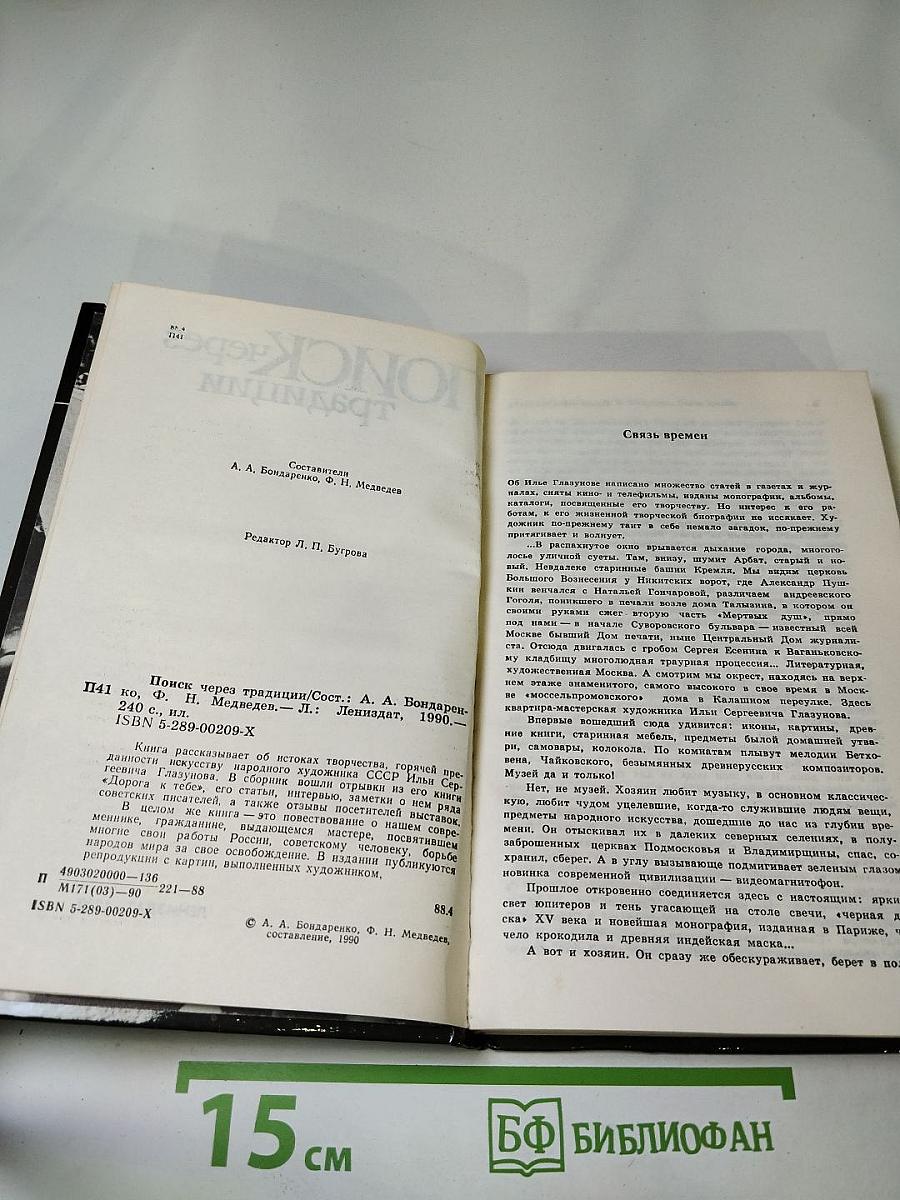 88.4
П41
ПОИСК через
традиции
Составители
А. А. Бондаренко, Ф. Н. Медведев
Редактор Л. П. Бугрова
Поиск через традиции/Сост.: А. А. Бондарен-
П41 ко, Ф. Н. Медведев.— Л.: Лениздат, 1990.—
240 с., ил.
ISBN 5-289-00209-X
Книга рассказывает об истоках творчества, горячей пре-
данности искусству народного художника СССР Ильи Сер-
геевича Глазунова. В сборник вошли отрывки из его книги
«Дорога к тебе», его статьи, интервью, заметки о нем ряда
советских писателей, а также отзывы посетителей выставок.
В целом же книга — это повествование о нашем совре-
меннике, гражданине, выдающемся мастере, посвятившем
многие свои работы России, советскому человеку, борьбе
народов мира за свое освобождение. В издании публикуются
репродукции с картин, выполненных художником.
П 4903020000—136
М171(03)—90 221—88
88.4
ISBN 5-289-00209-X
© А. А. Бондаренко, Ф. Н. Медведев,
составление, 1990
Связь времен
Об Илье Глазунове написано множество статей в газетах и жур-
налах, сняты кино- и телефильмы, изданы монографии, альбомы,
каталоги, посвященные его творчеству. Но интерес к его ра-
ботам, к его жизненной творческой биографии не иссякает. Ху-
дожник по-прежнему таит в себе немало загадок, по-прежнему
притягивает и волнует.
...В распахнутое окно врывается дыхание города, многого-
лосье уличной суеты. Там, внизу, шумит Арбат, старый и но-
вый. Невдалеке старинные башни Кремля. Мы видим церковь
Большого Вознесения у Никитских ворот, где Александр Пуш-
кин венчался с Натальей Гончаровой, различаем андреевского
Гоголя, поникшего в печали возле дома Талызина, в котором он
своими руками сжег вторую часть «Мертвых душ», прямо
под нами — в начале Суворовского бульвара — известный всей
Москве бывший Дом печати, ныне Центральный Дом журнали-
ста. Отсюда двигалась с гробом Сергея Есенина к Ваганьковско-
му кладбищу многолюдная траурная процессия... Литературная,
художественная Москва. А смотрим мы окрест, находясь на верх-
нем этаже знаменитого, самого высокого в свое время в Моск-
ве «моссельпромовского» дома в Калашном переулке. Здесь
квартира-мастерская художника Ильи Сергеевича Глазунова.
Впервые вошедший сюда удивится: иконы, картины, древ-
ние книги, старинная мебель, предметы былой домашней утва-
ри, самовары, колокола. По комнатам плывут мелодии Бетхо-
вена, Чайковского, безымянных древнерусских композиторов.
Музей да и только!
Нет, не музей. Хозяин любит музыку, в основном классичес-
кую, любит чудом уцелевшие, когда-то служившие людям вещи,
предметы народного искусства, дошедшие до нас из глубин вре-
мени. Он отыскивал их в далеких северных селениях, в полу-
заброшенных церквах Подмосковья и Владимирщины, спас, со-
хранил, сберег. А в углу вызывающе подмигивает зеленым глазом
новинка современной цивилизации — видеомагнитофон.
Прошлое откровенно соединяется здесь с настоящим: ярки
свет юпитеров и тень угасающей на столе свечи, «черная д
ска» XV века и новейшая монография, изданная в Париже, ч
чело крокодила и древняя индейская маска...
А вот и хозяин. Он сразу же обескураживает, берет в пол
15 см
БФ БИБЛИОФАН